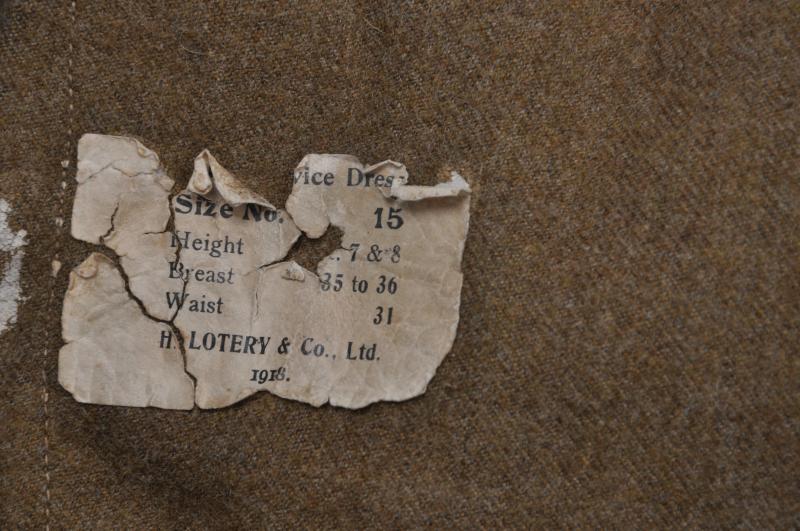 vice Dres
Size No. 15
Height 7 & 8
Breast 35 to 36
Waist 31
H. LOTERY & Co., Ltd.
1918.